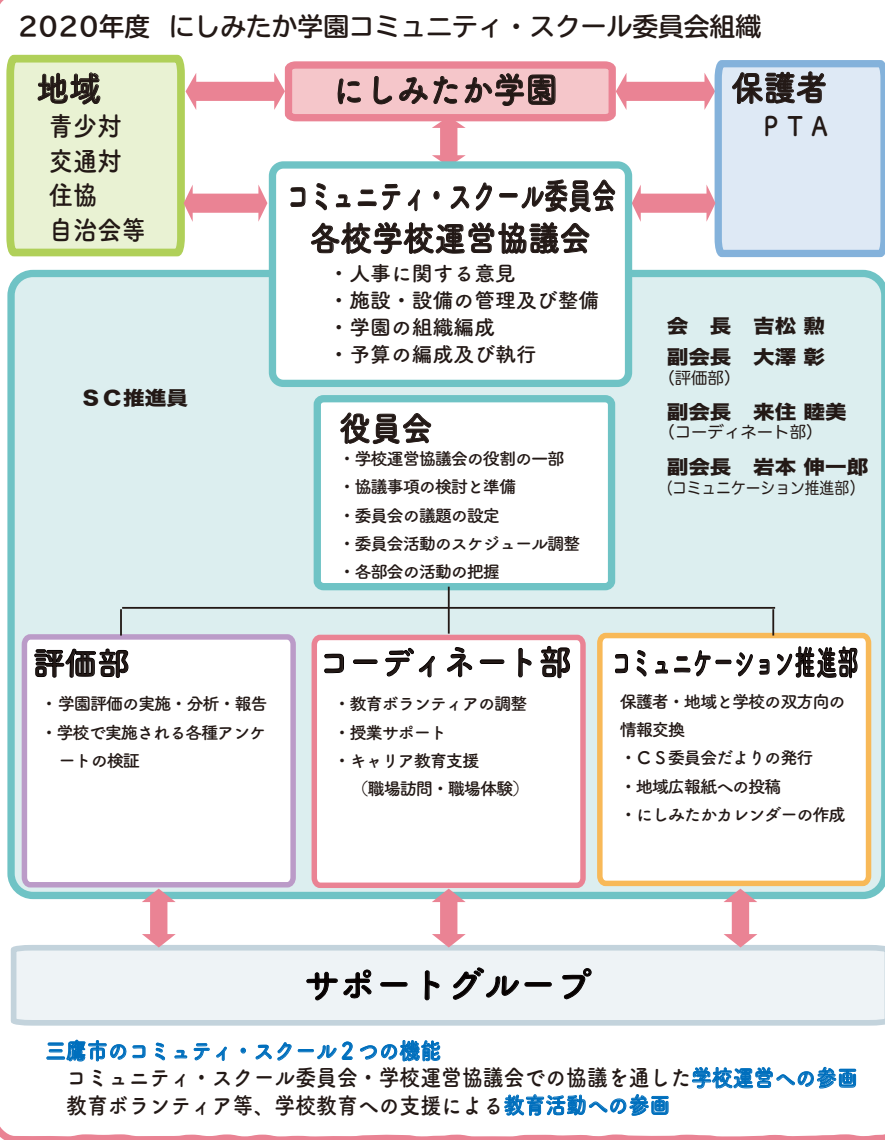 2020年度 にしみたか学園コミュニティ・スクール委員会組織
地域
青少対
交通対
住協
自治会等
にしみたか学園
保護者
PTA
コミュニティ・スクール委員会
各校学校運営協議会
・人事に関する意見
・施設・設備の管理及び整備
・学園の組織編成
・予算の編成及び執行
SC推進員
会 長 吉松 勲
副会長 大澤 彰
(評価部)
副会長 来住 睦美
(コーディネート部)
副会長 岩本 伸一郎
(コミュニケーション推進部)
役員会
・学校運営協議会の役割の一部
・協議事項の検討と準備
・委員会の議題の設定
・委員会活動のスケジュール調整
・各部会の活動の把握
評価部
・学園評価の実施・分析・報告
・学校で実施される各種アンケ
ートの検証
コーディネート部
・教育ボランティアの調整
・授業サポート
・キャリア教育支援
(職場訪問・職場体験)
コミュニケーション推進部
保護者・地域と学校の双方向の
情報交換
・CS委員会だよりの発行
・地域広報紙への投稿
・にしみたかカレンダーの作成
サポートグループ
三鷹市のコミュティ・スクール2つの機能
コミュニティ・スクール委員会・学校運営協議会での協議を通した学校運営への参画
教育ボランティア等、学校教育への支援による教育活動への参画